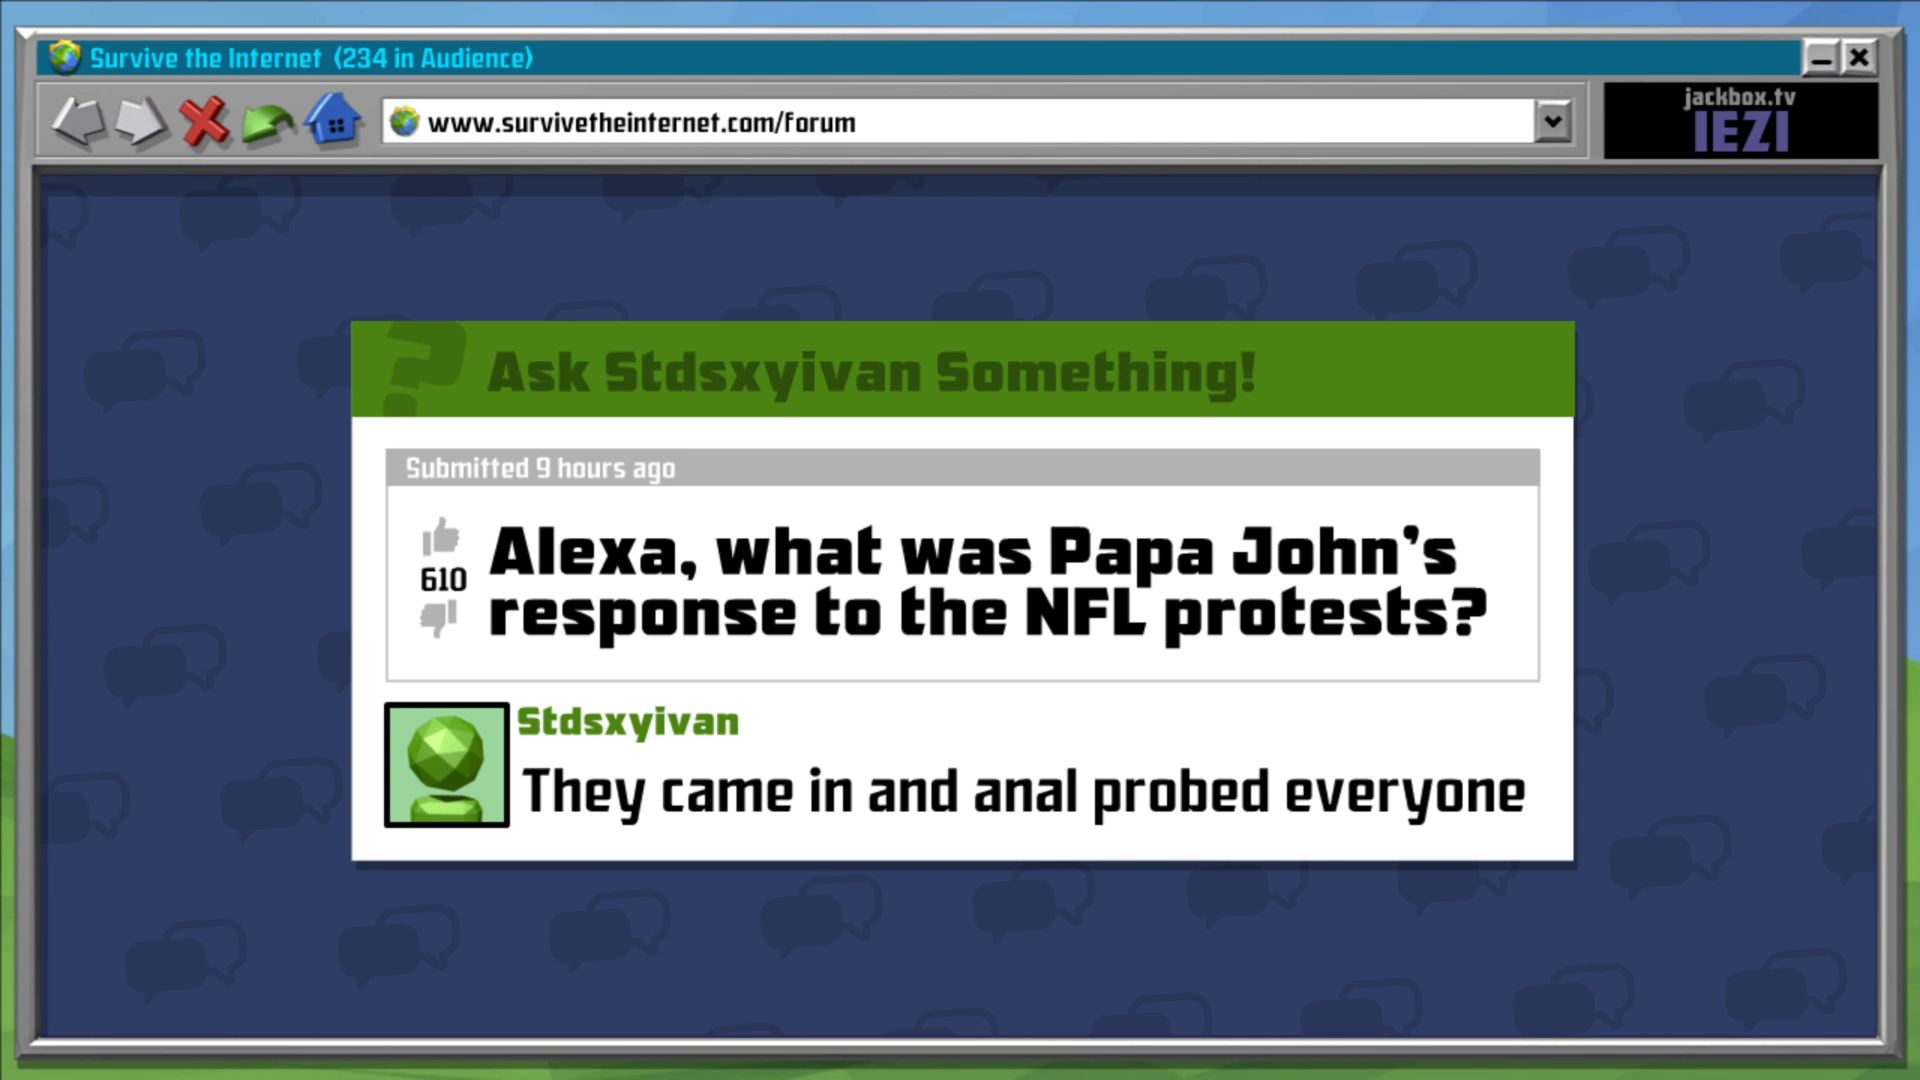 Survive the Internet (234 in Audience)
www.survivetheinternet.com/forum
jackbox.tv
IEZI
Ask Stdsxyivan Something!
Submitted 9 hours ago
610
Alexa, what was Papa John's
response to the NFL protests?
Stdsxyivan
They came in and anal probed everyone